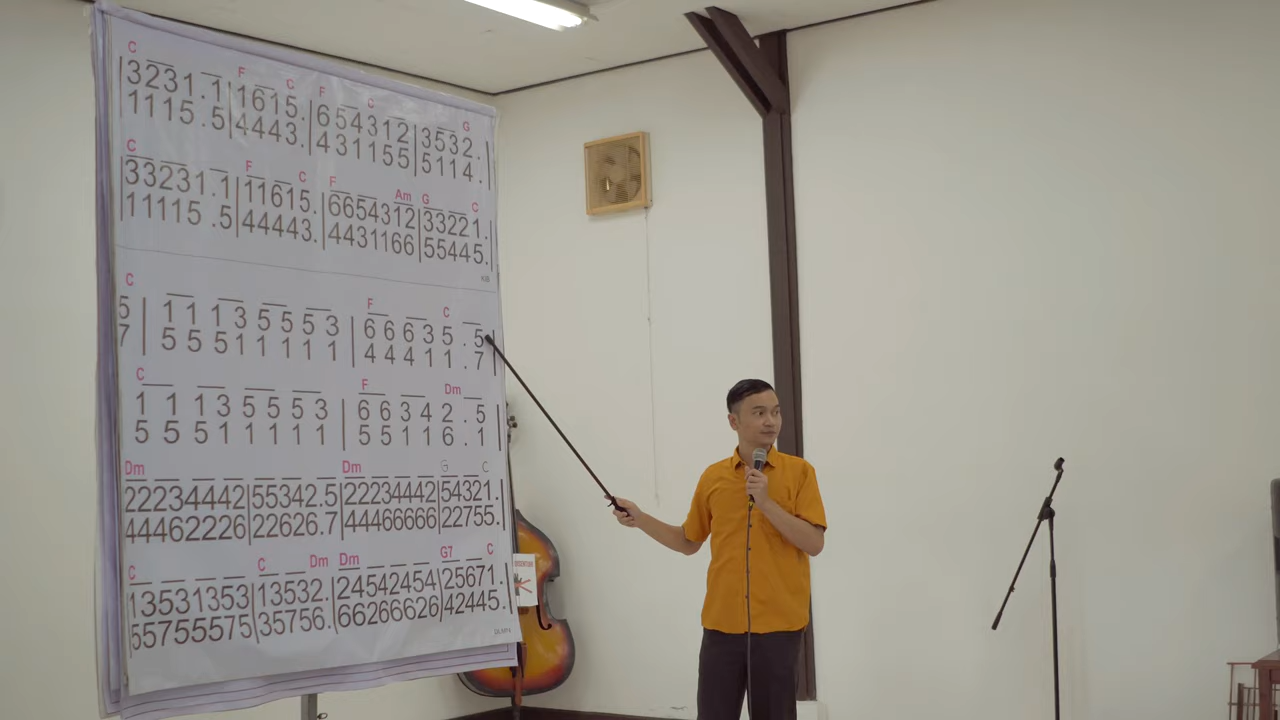 C F C F C G
3231.1|1615.|654312|3532.|
1115.5|4443.|431155|5114.|
C F C F Am G C
33231.1|11615.|6654312|33221.|
11115.5|44443.|4431166|55445.|
C F C
5|1 1 1 3 5 5 5 3|6 6 6 3 5 . 5|
7|5 5 5 1 1 1 1 1|4 4 4 1 1 . 7|
C F Dm
1 1 1 3 5 5 5 3|6 6 3 4 2 . 5|
5 5 5 1 1 1 1 1|5 5 1 1 6 . 1|
Dm Dm G C
22234442|55342.5|22234442|54321.|
44462226|22626.7|44466666|22755.|
C C Dm Dm G7 C
13531353|13532.|24542454|25671.|
55755575|35756.|66266626|42445.|